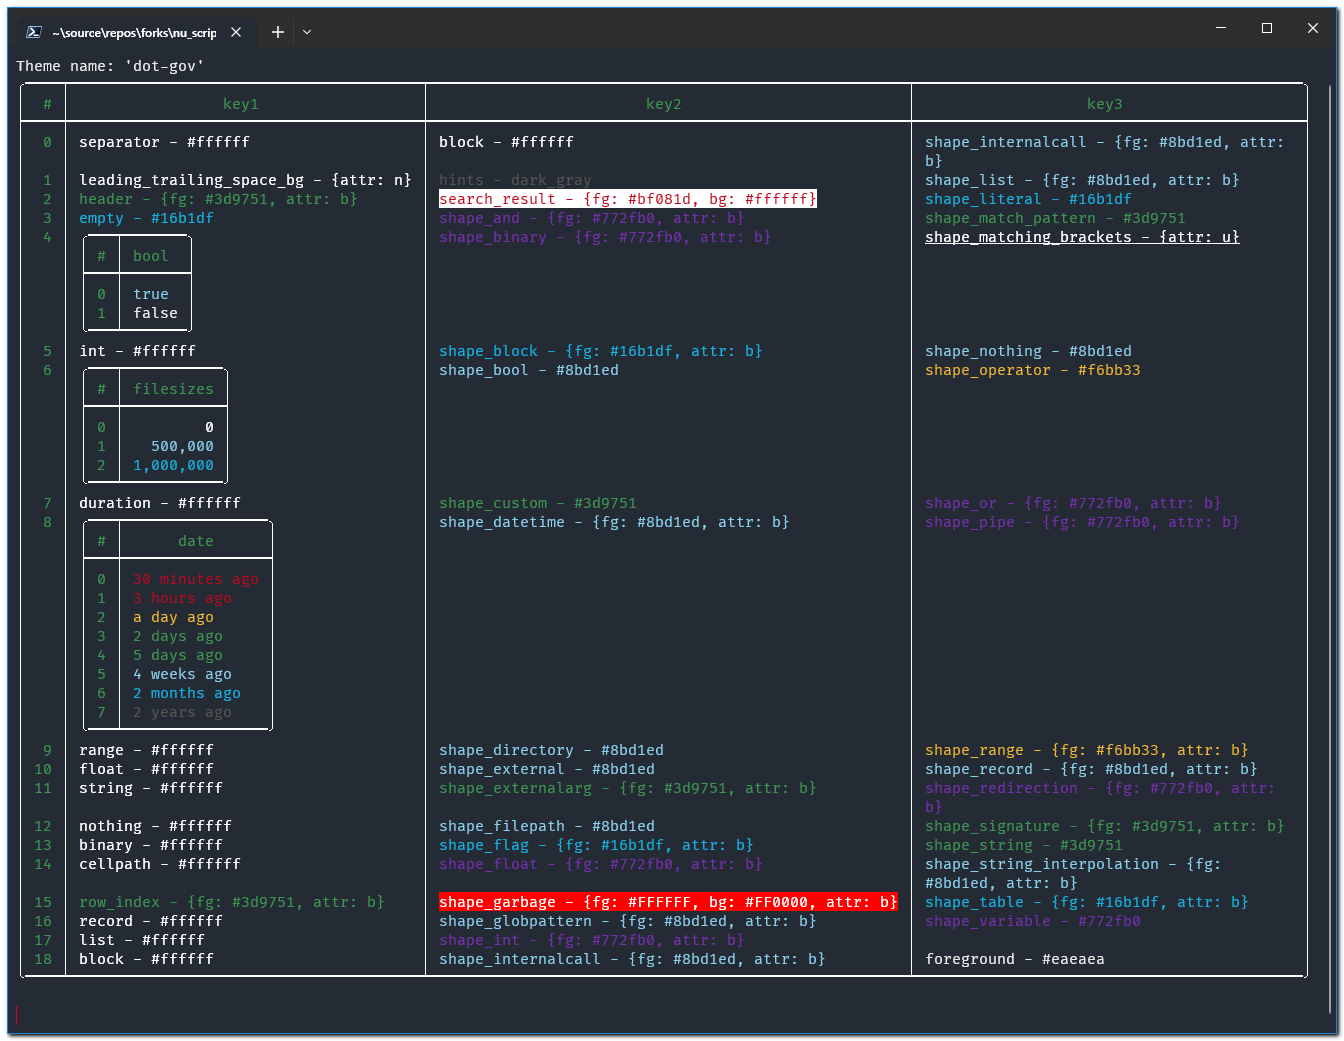 ~\source\repos\forks\nu_scrip
Theme name: 'dot-gov'
# key1 key2 key3
0 separator - #ffffff block - #ffffff shape_internalcall - {fg: #8bd1ed, attr:
b}
1 leading_trailing_space_bg - {attr: n} hints - dark_gray shape_list - {fg: #8bd1ed, attr: b}
2 header - {fg: #3d9751, attr: b} search_result - {fg: #bf081d, bg: #ffffff} shape_literal - #16b1df
3 empty - #16b1df shape_and - {fg: #772fb0, attr: b} shape_match_pattern - #3d9751
4 shape_binary - {fg: #772fb0, attr: b} shape_matching_brackets - {attr: u}
# bool
0 true
1 false
5 int - #ffffff shape_block - {fg: #16b1df, attr: b} shape_nothing - #8bd1ed
6 shape_bool - #8bd1ed shape_operator - #f6bb33
# filesizes
0 0
1 500,000
2 1,000,000
7 duration - #ffffff shape_custom - #3d9751 shape_or - {fg: #772fb0, attr: b}
8 shape_datetime - {fg: #8bd1ed, attr: b} shape_pipe - {fg: #772fb0, attr: b}
# date
0 30 minutes ago
1 3 hours ago
2 a day ago
3 2 days ago
4 5 days ago
5 4 weeks ago
6 2 months ago
7 2 years ago
9 range - #ffffff shape_directory - #8bd1ed shape_range - {fg: #f6bb33, attr: b}
10 float - #ffffff shape_external - #8bd1ed shape_record - {fg: #8bd1ed, attr: b}
11 string - #ffffff shape_externalarg - {fg: #3d9751, attr: b} shape_redirection - {fg: #772fb0, attr:
b}
12 nothing - #ffffff shape_filepath - #8bd1ed shape_signature - {fg: #3d9751, attr: b}
13 binary - #ffffff shape_flag - {fg: #16b1df, attr: b} shape_string - #3d9751
14 cellpath - #ffffff shape_float - {fg: #772fb0, attr: b} shape_string_interpolation - {fg:
#8bd1ed, attr: b}
15 row_index - {fg: #3d9751, attr: b} shape_garbage - {fg: #FFFFFF, bg: #FF0000, attr: b} shape_table - {fg: #16b1df, attr: b}
16 record - #ffffff shape_globpattern - {fg: #8bd1ed, attr: b} shape_variable - #772fb0
17 list - #ffffff shape_int - {fg: #772fb0, attr: b}
18 block - #ffffff shape_internalcall - {fg: #8bd1ed, attr: b} foreground - #eaeaea